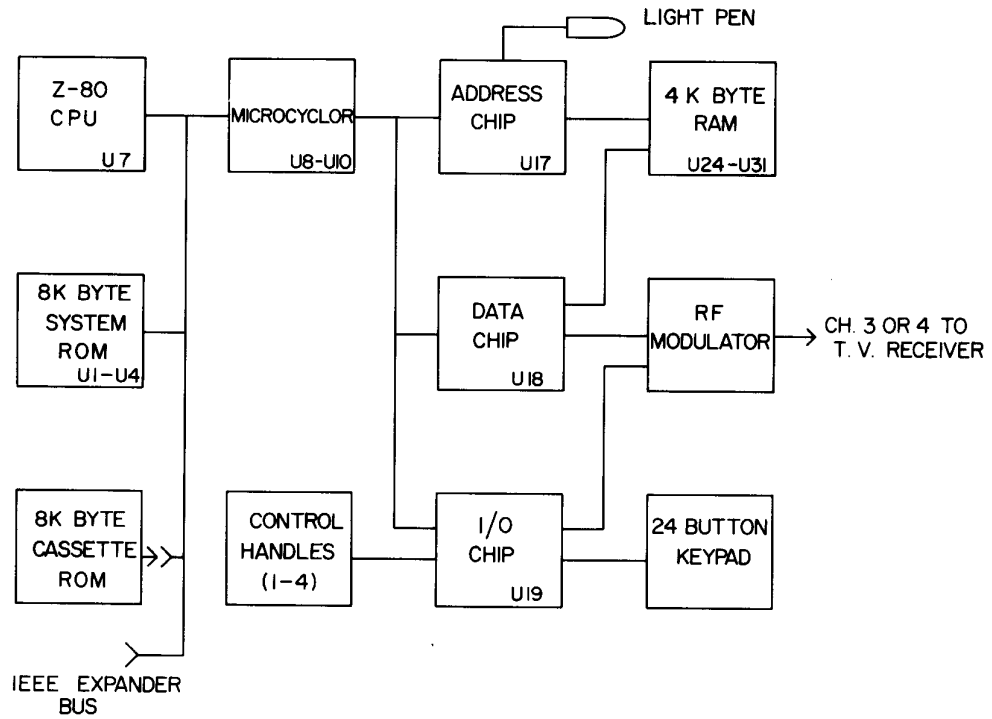 LIGHT PEN
Z-80
CPU
U7
MICROCYCLOR
U8-U10
ADDRESS
CHIP
U17
4K BYTE
RAM
U24-U31
8K BYTE
SYSTEM
ROM
U1-U4
DATA
CHIP
U18
RF
MODULATOR
CH. 3 OR 4 TO
T.V. RECEIVER
8K BYTE
CASSETTE
ROM
CONTROL
HANDLES
(1-4)
I/O
CHIP
U19
24 BUTTON
KEYPAD
IEEE EXPANDER
BUS